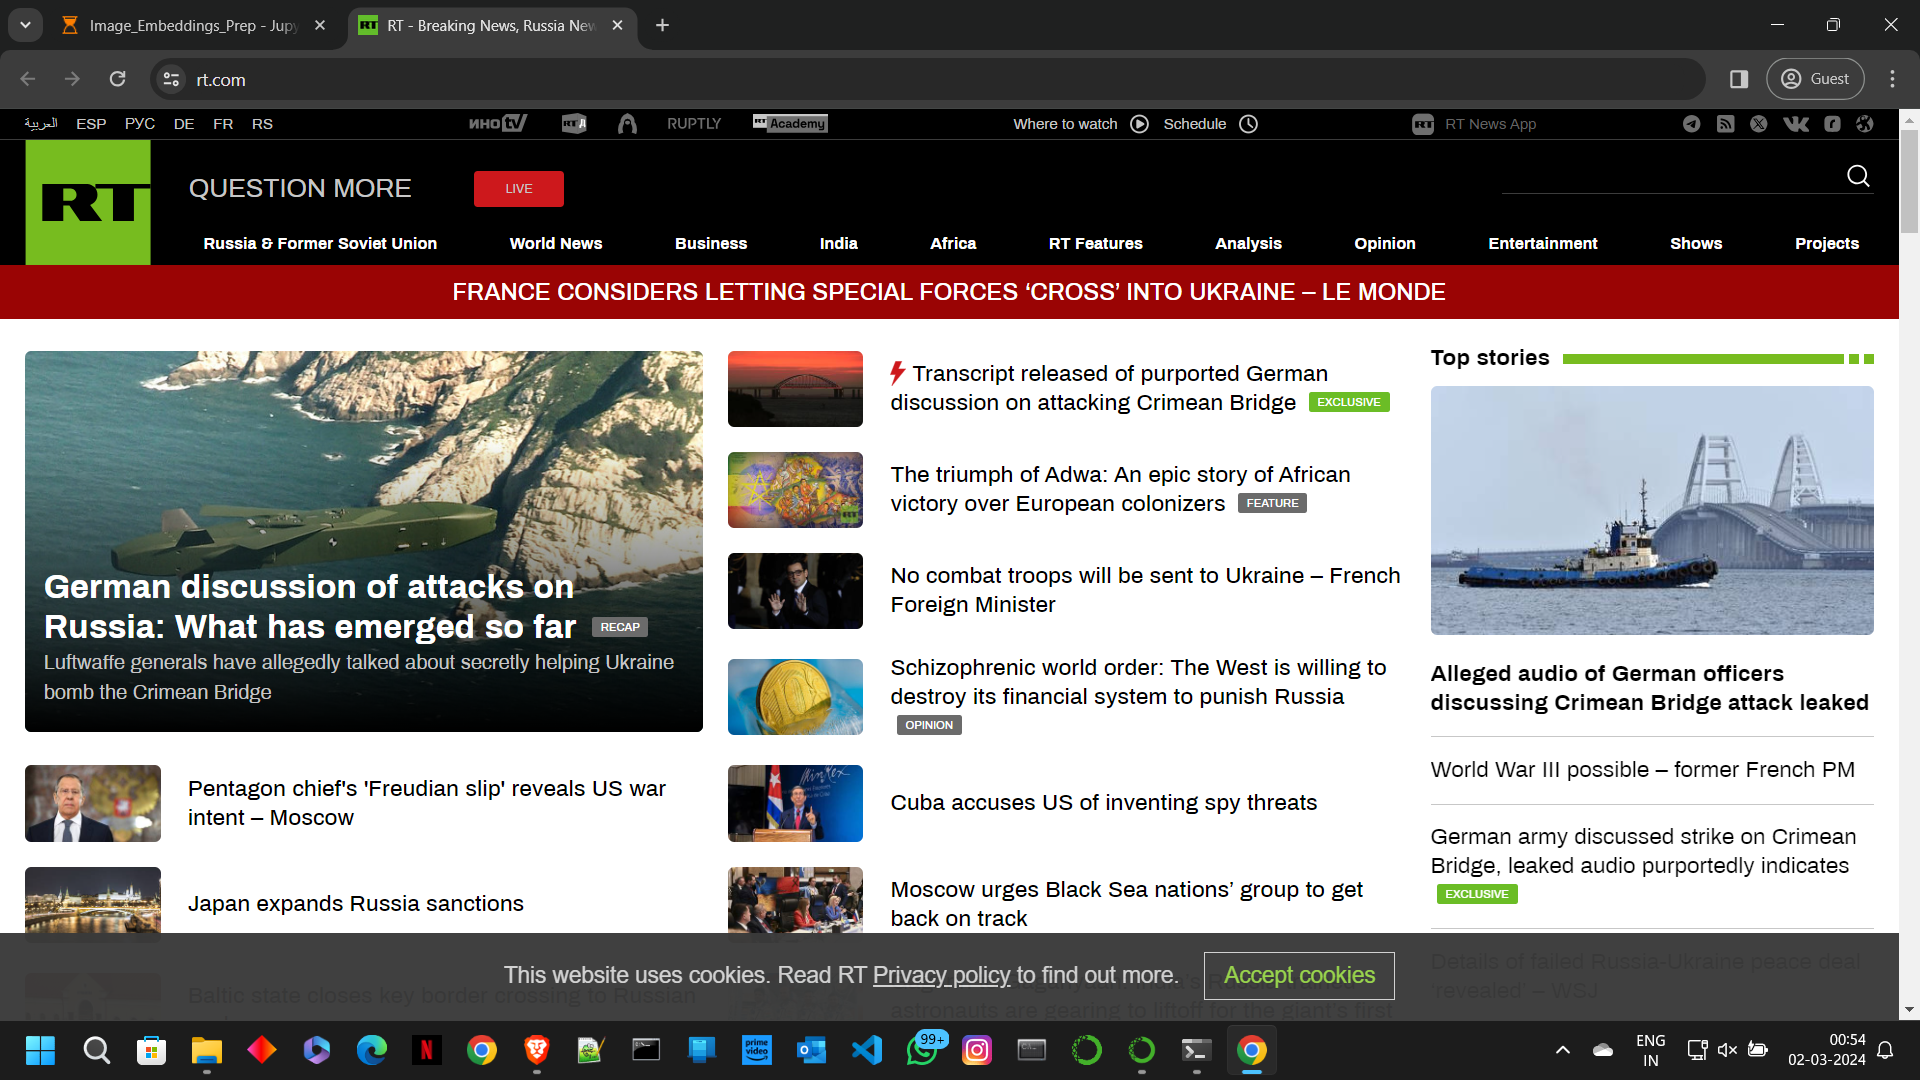 Image_Embeddings_Prep - Jupy
RT - Breaking News, Russia New
rt.com
Guest
العربية ESP РУС DE FR RS
ИНО TV
RUPTLY
RT Academy
Where to watch
Schedule
RT News App
RT
QUESTION MORE
LIVE
Russia & Former Soviet Union
World News
Business
India
Africa
RT Features
Analysis
Opinion
Entertainment
Shows
Projects
FRANCE CONSIDERS LETTING SPECIAL FORCES ‘CROSS’ INTO UKRAINE – LE MONDE
German discussion of attacks on
Russia: What has emerged so far RECAP
Luftwaffe generals have allegedly talked about secretly helping Ukraine
bomb the Crimean Bridge
Pentagon chief's 'Freudian slip' reveals US war
intent – Moscow
Japan expands Russia sanctions
Baltic state closes key border crossing to Russian
Transcript released of purported German
discussion on attacking Crimean Bridge EXCLUSIVE
The triumph of Adwa: An epic story of African
victory over European colonizers FEATURE
No combat troops will be sent to Ukraine – French
Foreign Minister
Schizophrenic world order: The West is willing to
destroy its financial system to punish Russia
OPINION
Cuba accuses US of inventing spy threats
Moscow urges Black Sea nations’ group to get
back on track
astronauts are gearing to liftoff for the giant's first
Top stories
Alleged audio of German officers
discussing Crimean Bridge attack leaked
World War III possible – former French PM
German army discussed strike on Crimean
Bridge, leaked audio purportedly indicates
EXCLUSIVE
Details of failed Russia-Ukraine peace deal
‘revealed’ – WSJ
This website uses cookies. Read RT Privacy policy to find out more.
Accept cookies
99+
prime video
ENG
IN
00:54
02-03-2024